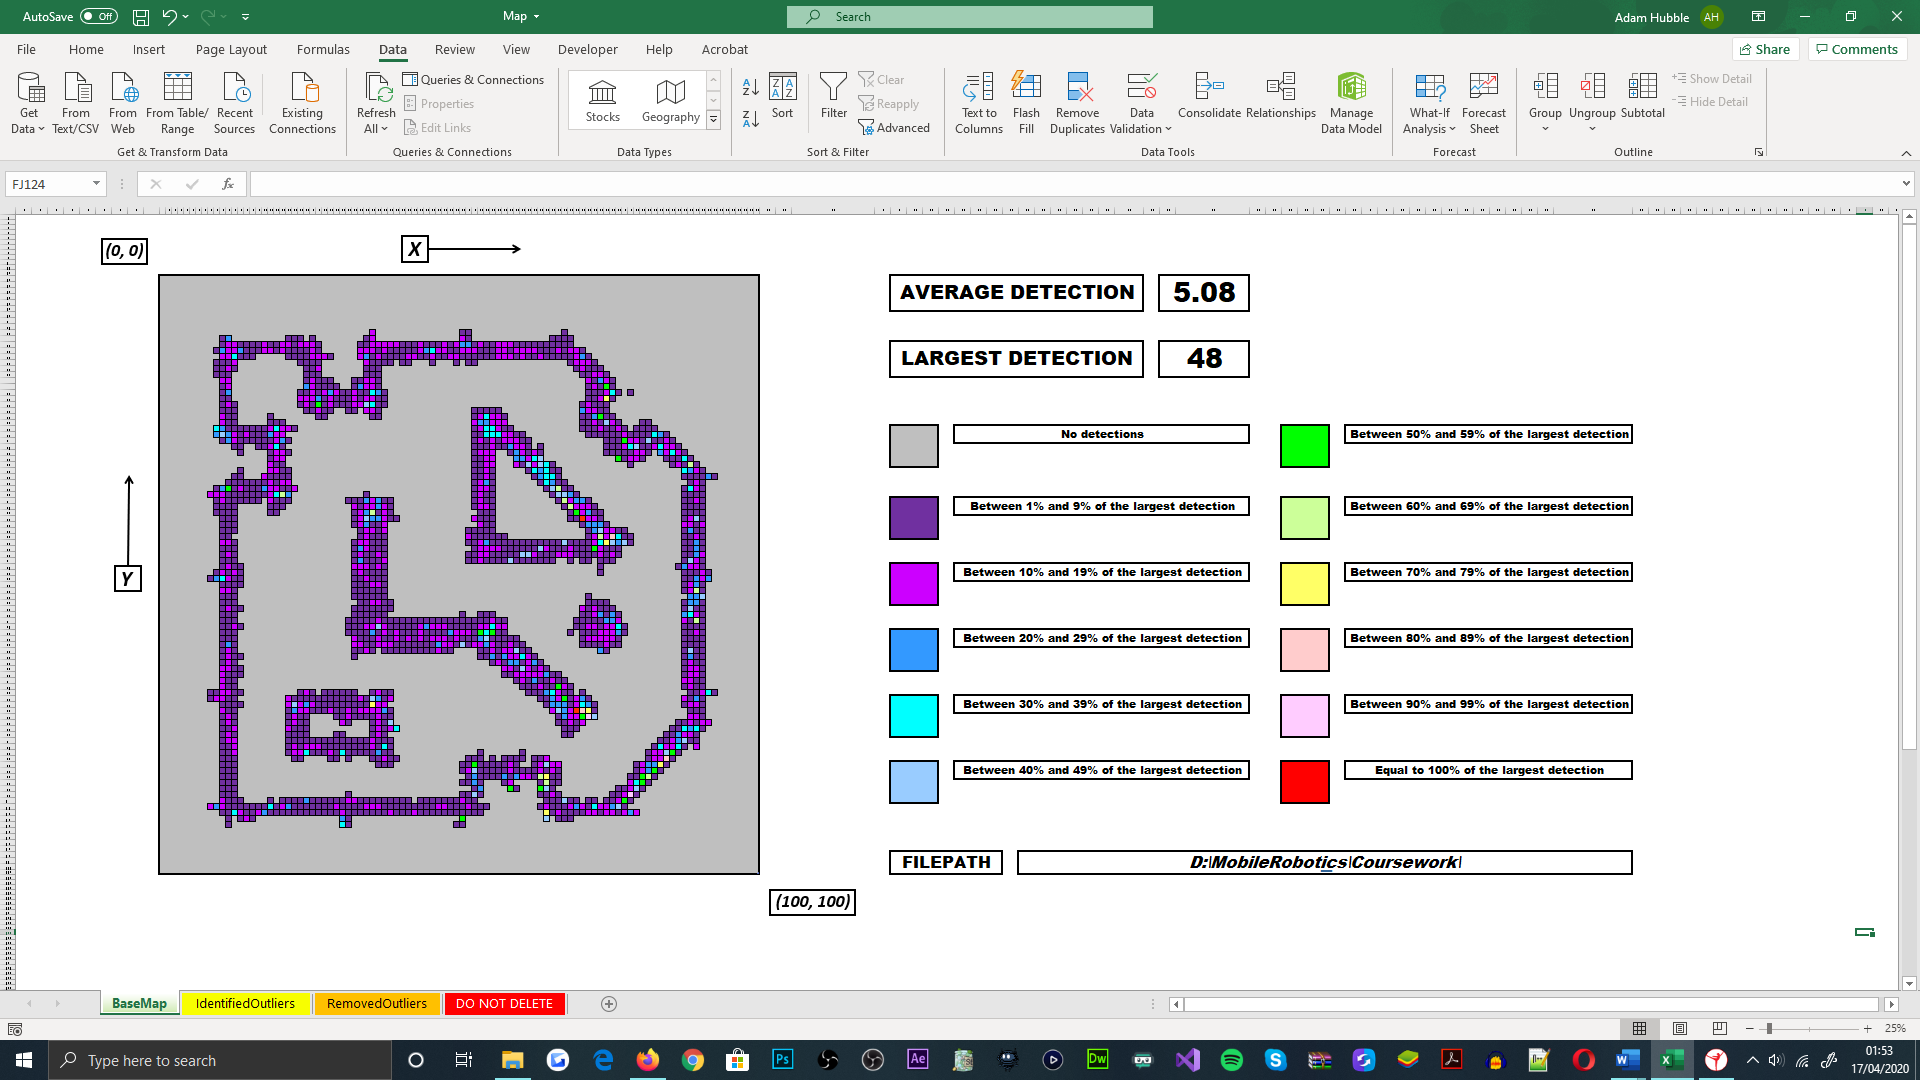 AutoSave Off
Map
Search
Adam Hubble AH
File Home Insert Page Layout Formulas Data Review View Developer Help Acrobat
Share Comments
Get Data
From Text/CSV
From Web
From Table/Range
Recent Sources
Existing Connections
Get & Transform Data
Refresh All
Queries & Connections
Properties
Edit Links
Queries & Connections
Stocks
Geography
Data Types
Sort
Filter
Clear
Reapply
Advanced
Sort & Filter
Text to Columns
Flash Fill
Remove Duplicates
Data Validation
Consolidate
Relationships
Manage Data Model
Data Tools
What-If Analysis
Forecast Sheet
Forecast
Group
Ungroup
Subtotal
Show Detail
Hide Detail
Outline
FJ124
fx
(0, 0)
X
Y
(100, 100)
AVERAGE DETECTION 5.08
LARGEST DETECTION 48
No detections
Between 50% and 59% of the largest detection
Between 1% and 9% of the largest detection
Between 60% and 69% of the largest detection
Between 10% and 19% of the largest detection
Between 70% and 79% of the largest detection
Between 20% and 29% of the largest detection
Between 80% and 89% of the largest detection
Between 30% and 39% of the largest detection
Between 90% and 99% of the largest detection
Between 40% and 49% of the largest detection
Equal to 100% of the largest detection
FILEPATH D:\MobileRobotics\Coursework\
BaseMap IdentifiedOutliers RemovedOutliers DO NOT DELETE
25%
Type here to search
Ps
Ae
Dw
01:53
17/04/2020